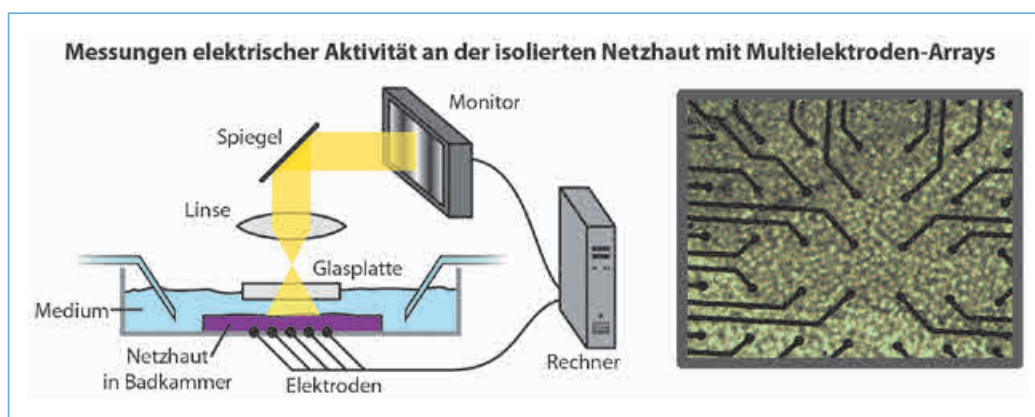 Messungen elektrischer Aktivität an der isolierten Netzhaut mit Multielektroden-Arrays
Monitor
Spiegel
Linse
Glasplatte
Medium
Netzhaut
in Badkammer
Elektroden
Rechner